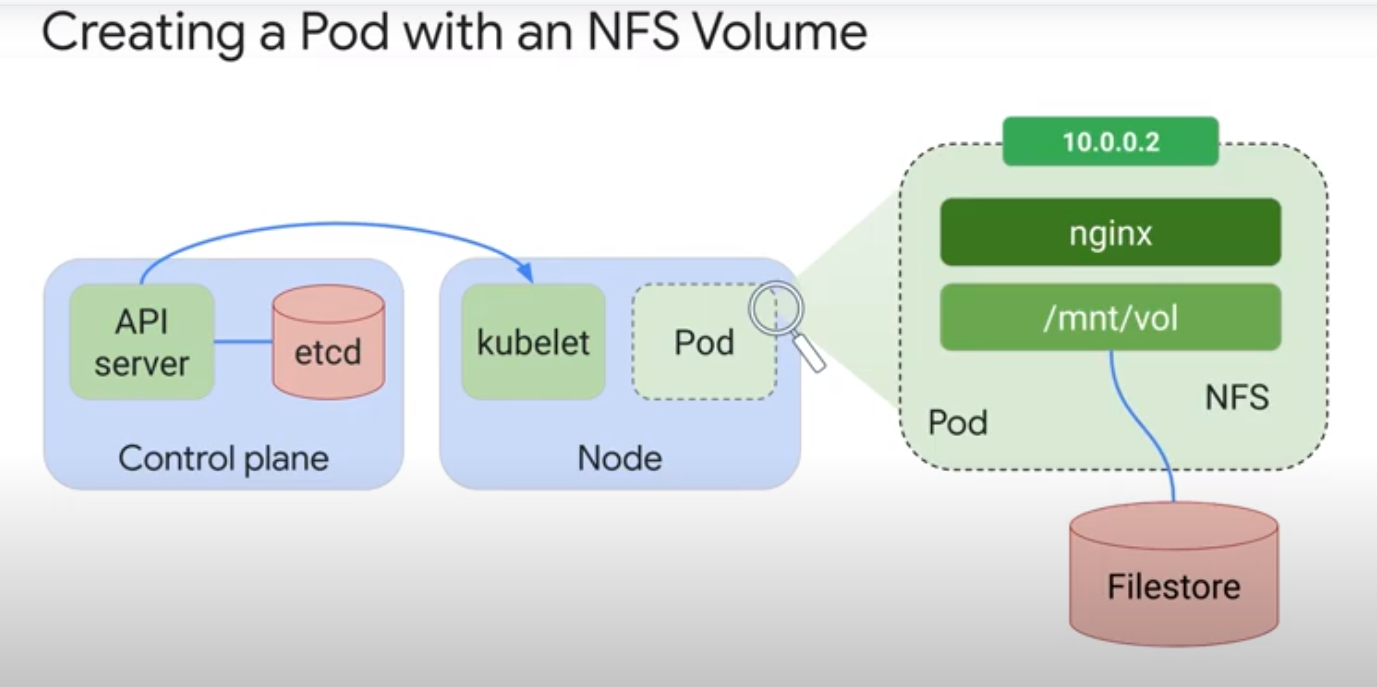 Creating a Pod with an NFS Volume
API
server
etcd
Control plane
kubelet
Pod
Node
10.0.0.2
nginx
/mnt/vol
NFS
Pod
Filestore